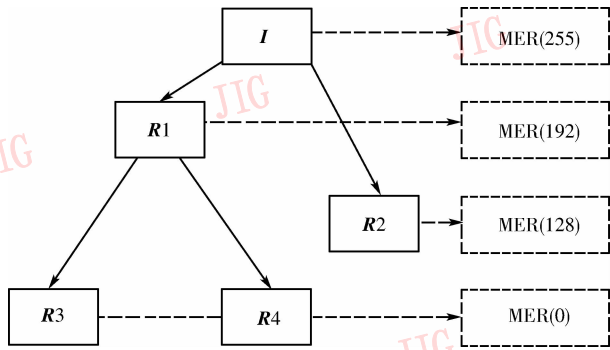 I
MER(255)
JIG
JIG
R1
MER(192)
JIG
R2
MER(128)
R3
R4
MER(0)
JIG